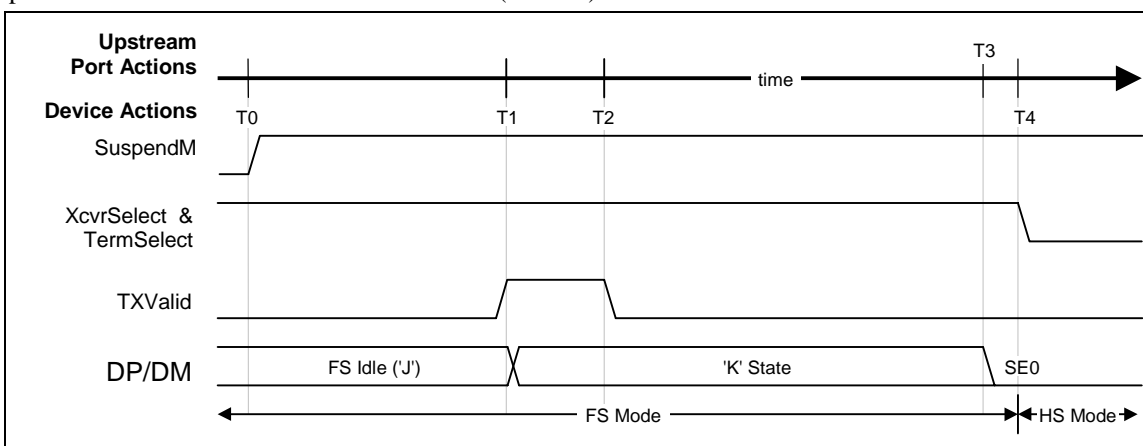 Upstream
Port Actions
T3
time
Device Actions
T0
T1
T2
T4
SuspendM
XcvrSelect &
TermSelect
TXValid
DP/DM
FS Idle ('J')
'K' State
SE0
FS Mode
HS Mode